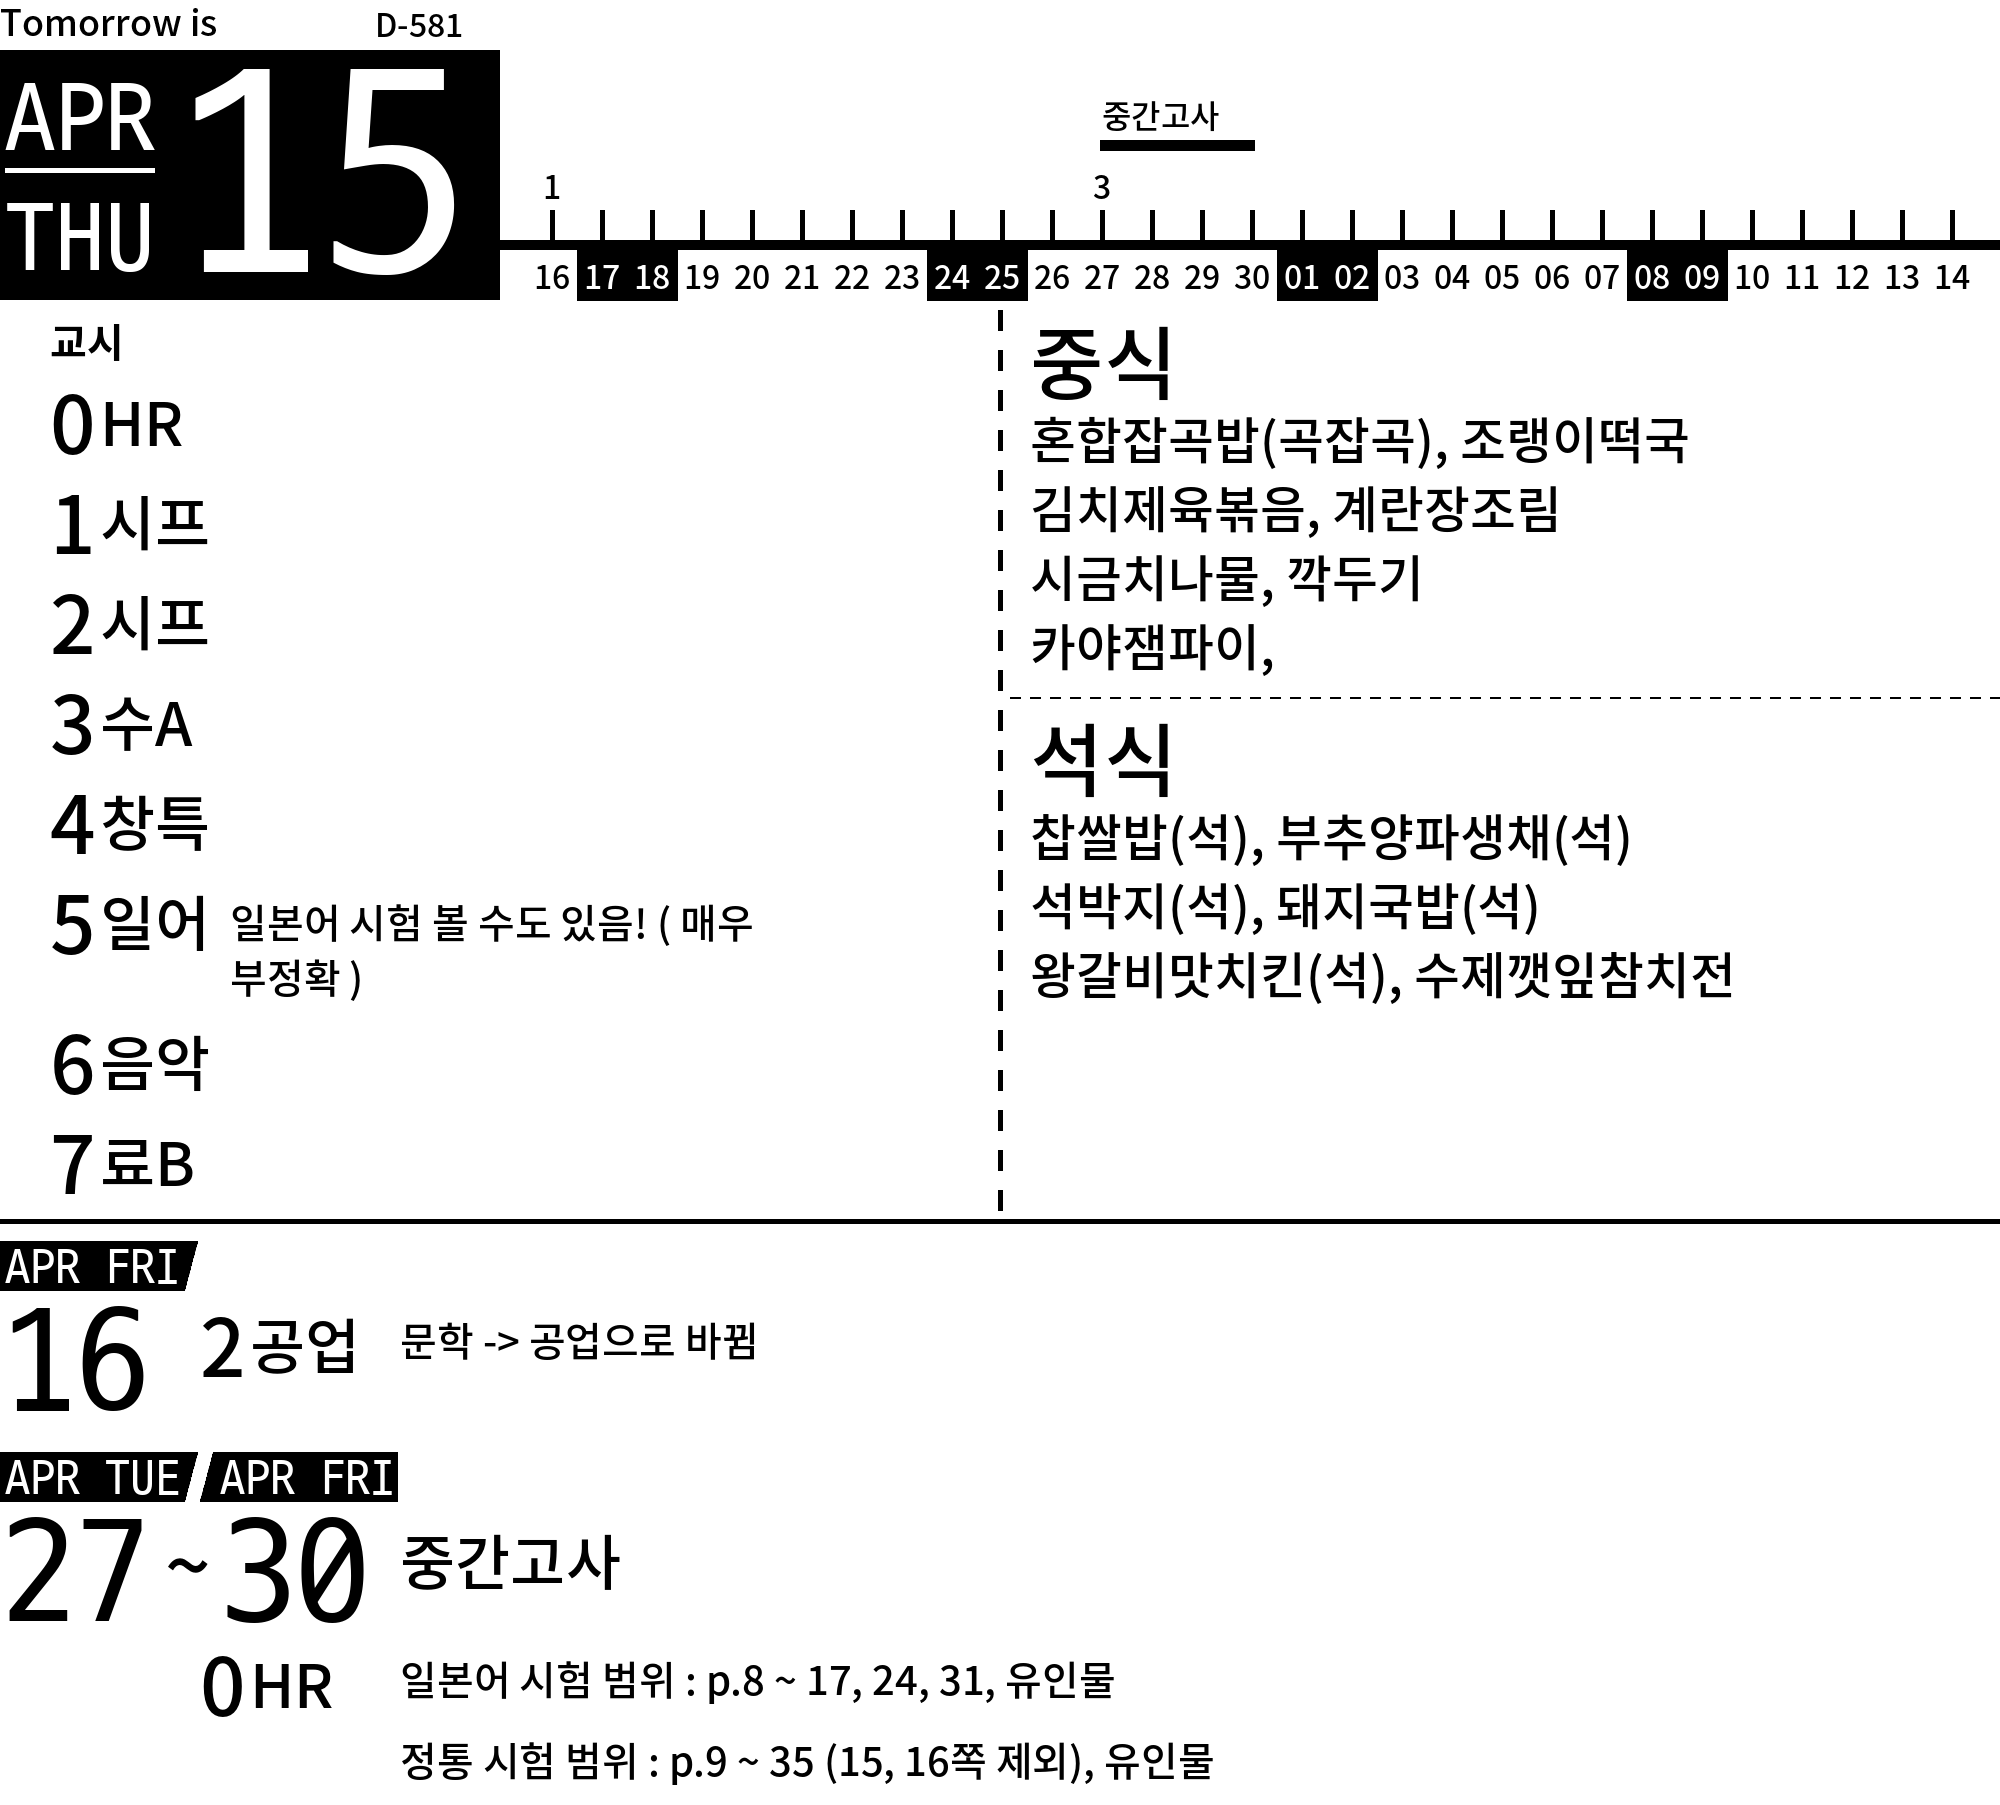 Tomorrow is D-581
APR 15
THU
중간고사
1 3
16 17 18 19 20 21 22 23 24 25 26 27 28 29 30 01 02 03 04 05 06 07 08 09 10 11 12 13 14
교시
0 HR
1 시프
2 시프
3 수A
4 창특
5 일어 일본어 시험 볼 수도 있음! ( 매우
부정확 )
6 음악
7 료B
중식
혼합잡곡밥(곡잡곡), 조랭이떡국
김치제육볶음, 계란장조림
시금치나물, 깍두기
카야잼파이,
석식
찹쌀밥(석), 부추양파생채(석)
석박지(석), 돼지국밥(석)
왕갈비맛치킨(석), 수제깻잎참치전
APR FRI
16 2 공업 문학 -> 공업으로 바뀜
APR TUE APR FRI
27 ~ 30 중간고사
0 HR 일본어 시험 범위 : p.8 ~ 17, 24, 31, 유인물
정통 시험 범위 : p.9 ~ 35 (15, 16쪽 제외), 유인물